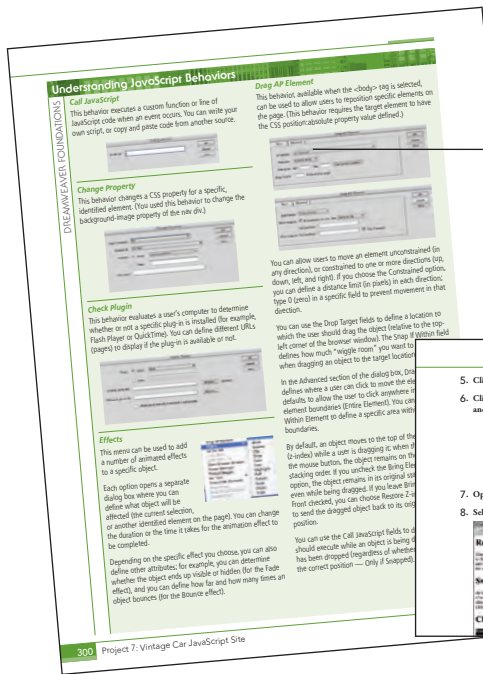 Understanding JavaScript Behaviors
DREAMWEAVER FOUNDATIONS
Call JavaScript
This behavior executes a custom function or line of
JavaScript code when an event occurs. You can write your
own script, or copy and paste code from another source.
Change Property
This behavior changes a CSS property for a specific,
identified element. (You used this behavior to change the
background-image property of the nav div.)
Check Plugin
This behavior evaluates a user's computer to determine
whether or not a specific plug-in is installed (for example,
Flash Player or QuickTime). You can define different URLs
(pages) to display if the plug-in is available or not.
Effects
This menu can be used to add
a number of animated effects
to a specific object.
Each option opens a separate
dialog box where you can
define what object will be
affected (the current selection,
or another identified element on the page). You can change
the duration or the time it takes for the animation effect to
be completed.
Depending on the specific effect you choose, you can also
define other attributes; for example, you can determine
whether the object ends up visible or hidden (for the Fade
effect), and you can define how far and how many times an
object bounces (for the Bounce effect).
Drag AP Element
This behavior, available when the <body> tag is selected,
can be used to allow users to reposition specific elements on
the page. (This behavior requires the target element to have
the CSS position:absolute property value defined.)
You can allow users to move an element unconstrained (in
any direction), or constrained to one or more directions (up,
down, left, and right). If you choose the Constrained option,
you can define a distance limit (in pixels) in each direction;
type 0 (zero) in a specific field to prevent movement in that
direction.
You can use the Drop Target fields to define a location to
which the user should drag the object (relative to the top-
left corner of the browser window). The Snap If Within field
defines how much "wiggle room" you want to
when dragging an object to the target location
In the Advanced section of the dialog box, Dra
defines where a user can click to move the ele
defaults to allow the user to click anywhere in
element boundaries (Entire Element). You can
Within Element to define a specific area with
boundaries.
By default, an object moves to the top of the
(z-index) while a user is dragging it; when th
the mouse button, the object remains on the
stacking order. If you uncheck the Bring Ele
option, the object remains in its original sta
even while being dragged. If you leave Brin
Front checked, you can choose Restore Z-i
to send the dragged object back to its orig
position.
You can use the Call JavaScript fields to d
should execute while an object is being d
has been dropped (regardless of whether
the correct position — Only if Snapped).
300 Project 7: Vintage Car JavaScript Site
5. Cli
6. Cli
an
7. Op
8. Sel